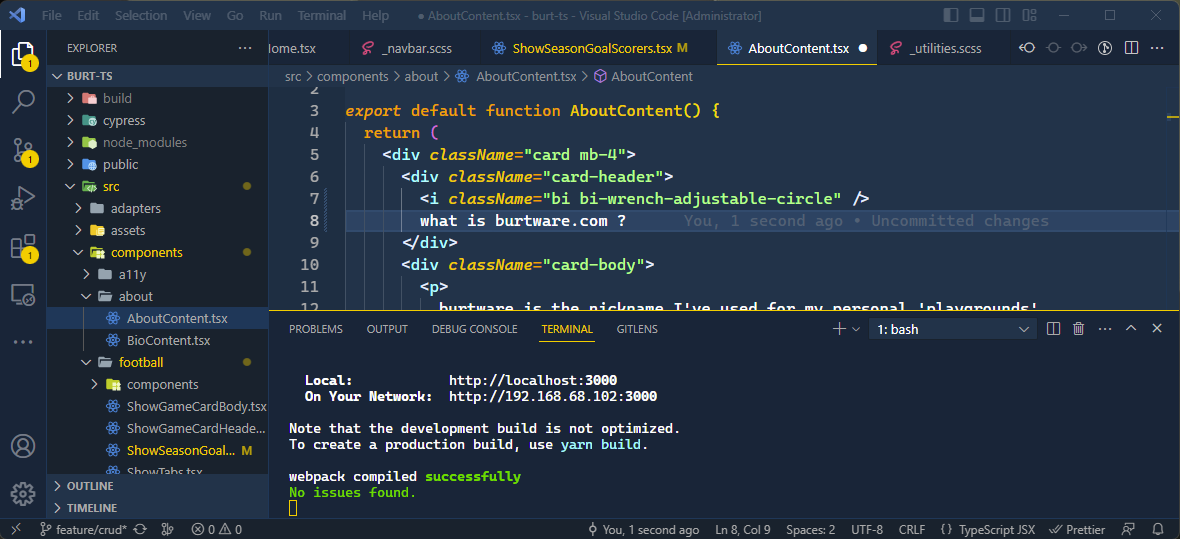 File Edit Selection View Go Run Terminal Help ● AboutContent.tsx - burt-ts - Visual Studio Code [Administrator]
EXPLORER ···
BURT-TS
build
cypress
node_modules
public
src
adapters
assets
components
a11y
about
AboutContent.tsx
BioContent.tsx
football
components
ShowGameCardBody.tsx
ShowGameCardHeade...
ShowSeasonGoal... M
ShowTabs.tsx
OUTLINE
TIMELINE
1
1
1
Home.tsx _navbar.scss ShowSeasonGoalScorers.tsx M AboutContent.tsx ● _utilities.scss ···
src > components > about > AboutContent.tsx > AboutContent
2
3 export default function AboutContent() {
4 return (
5 <div className="card mb-4">
6 <div className="card-header">
7 <i className="bi bi-wrench-adjustable-circle" />
8 what is burtware.com ? You, 1 second ago • Uncommitted changes
9 </div>
10 <div className="card-body">
11 <p>
12 burtware is the nickname I've used for my personal 'playgrounds'
PROBLEMS OUTPUT DEBUG CONSOLE TERMINAL GITLENS 1: bash ···
Local: http://localhost:3000
On Your Network: http://192.168.68.102:3000
Note that the development build is not optimized.
To create a production build, use yarn build.
webpack compiled successfully
No issues found.
feature/crud* 0 0 You, 1 second ago Ln 8, Col 9 Spaces: 2 UTF-8 CRLF {} TypeScript JSX Prettier